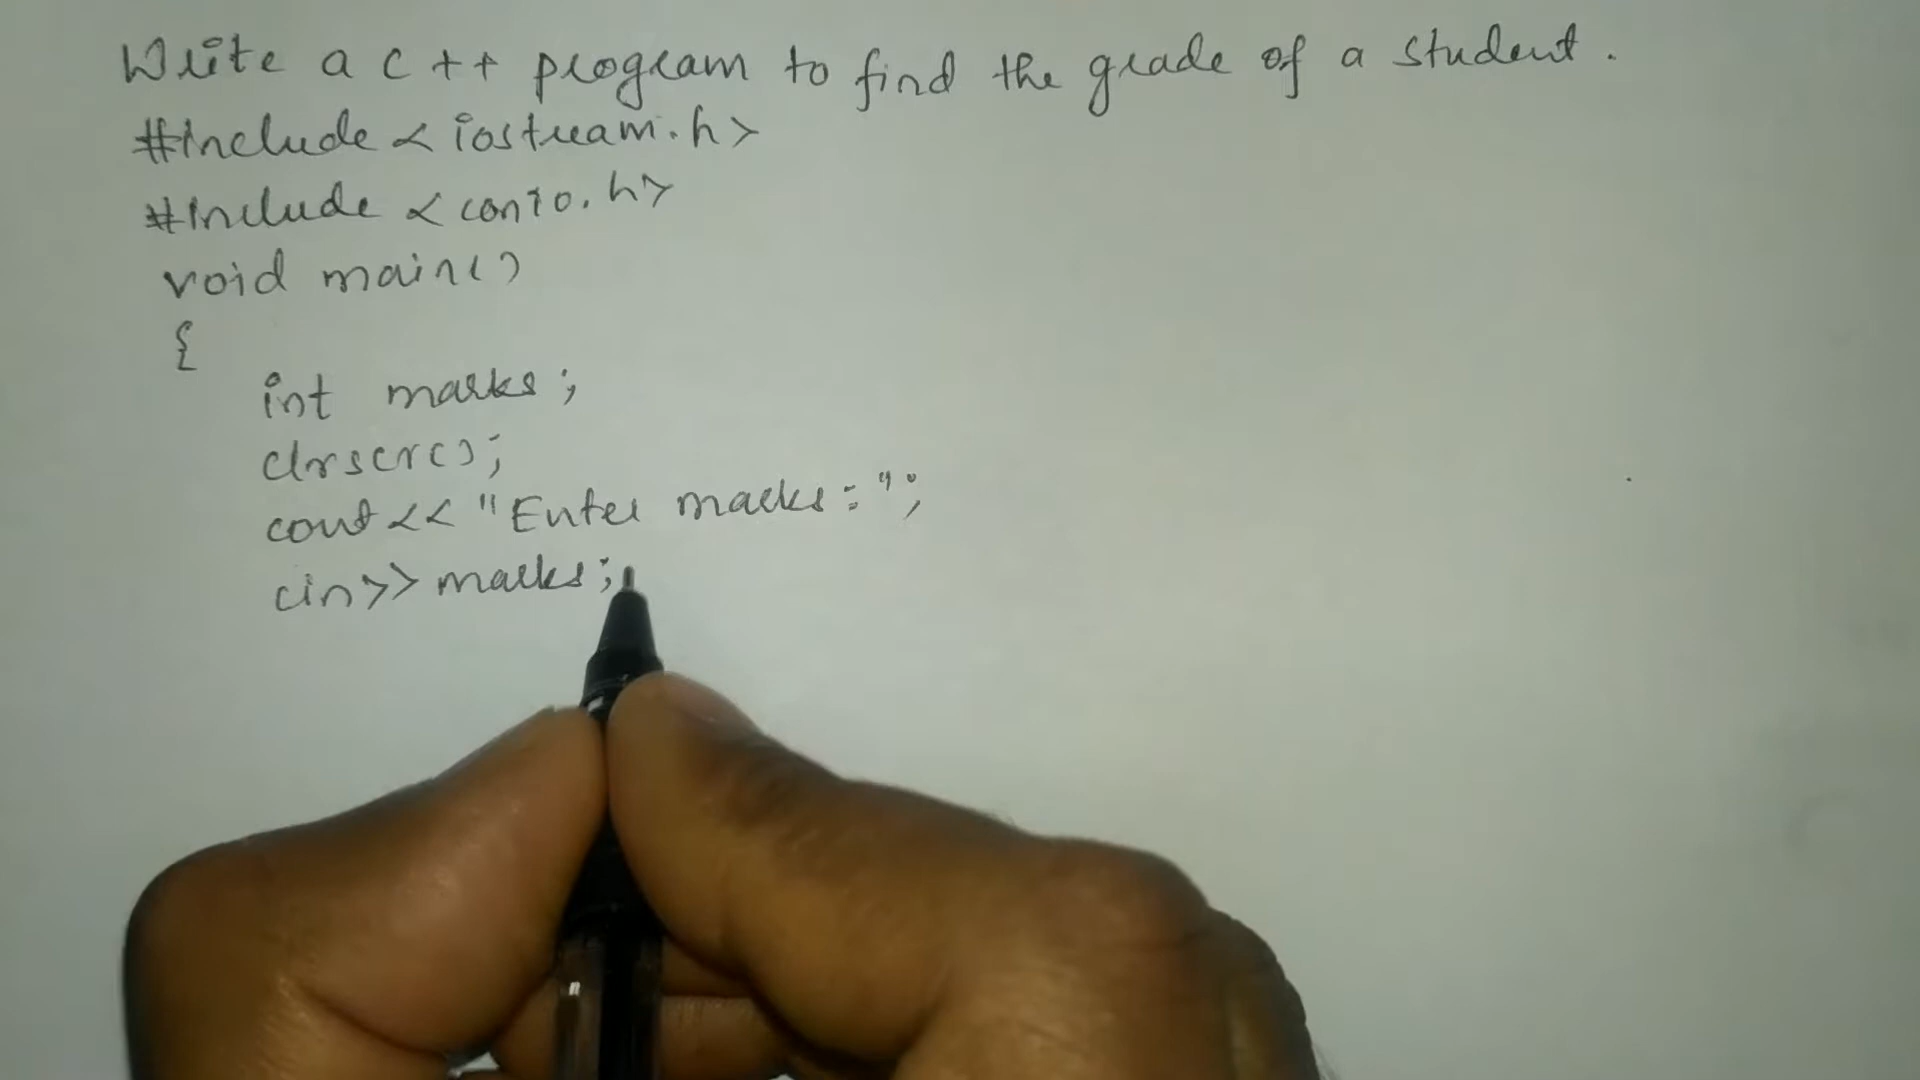 Write a c++ program to find the grade of a student.
#include <iostream.h>
#include <conio.h>
void main()
{
int marks;
clrscr();
cout<< "Enter marks:";
cin>> marks;